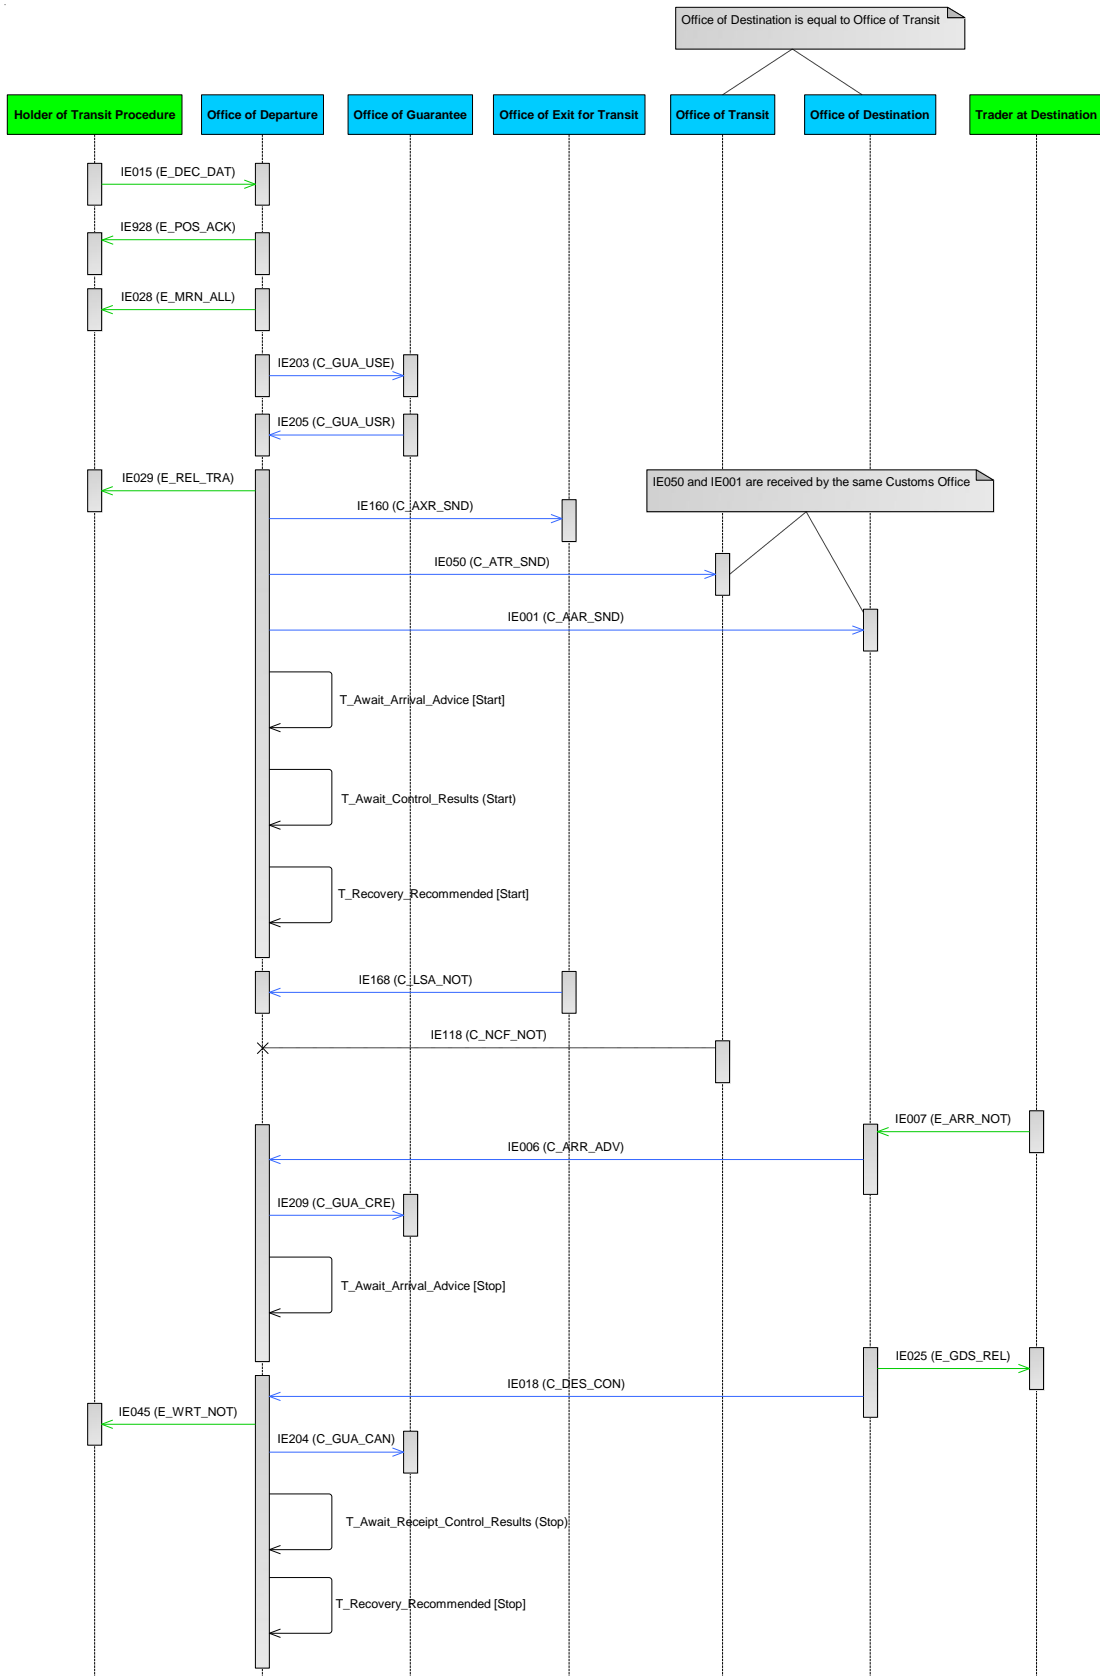 Office of Destination is equal to Office of Transit
Holder of Transit Procedure
Office of Departure
Office of Guarantee
Office of Exit for Transit
Office of Transit
Office of Destination
Trader at Destination
IE015 (E_DEC_DAT)
IE928 (E_POS_ACK)
IE028 (E_MRN_ALL)
IE203 (C_GUA_USE)
IE205 (C_GUA_USR)
IE029 (E_REL_TRA)
IE050 and IE001 are received by the same Customs Office
IE160 (C_AXR_SND)
IE050 (C_ATR_SND)
IE001 (C_AAR_SND)
T_Await_Arrival_Advice [Start]
T_Await_Control_Results (Start)
T_Recovery_Recommended [Start]
IE168 (C_LSA_NOT)
IE118 (C_NCF_NOT)
IE007 (E_ARR_NOT)
IE006 (C_ARR_ADV)
IE209 (C_GUA_CRE)
T_Await_Arrival_Advice [Stop]
IE025 (E_GDS_REL)
IE018 (C_DES_CON)
IE045 (E_WRT_NOT)
IE204 (C_GUA_CAN)
T_Await_Receipt_Control_Results (Stop)
T_Recovery_Recommended [Stop]